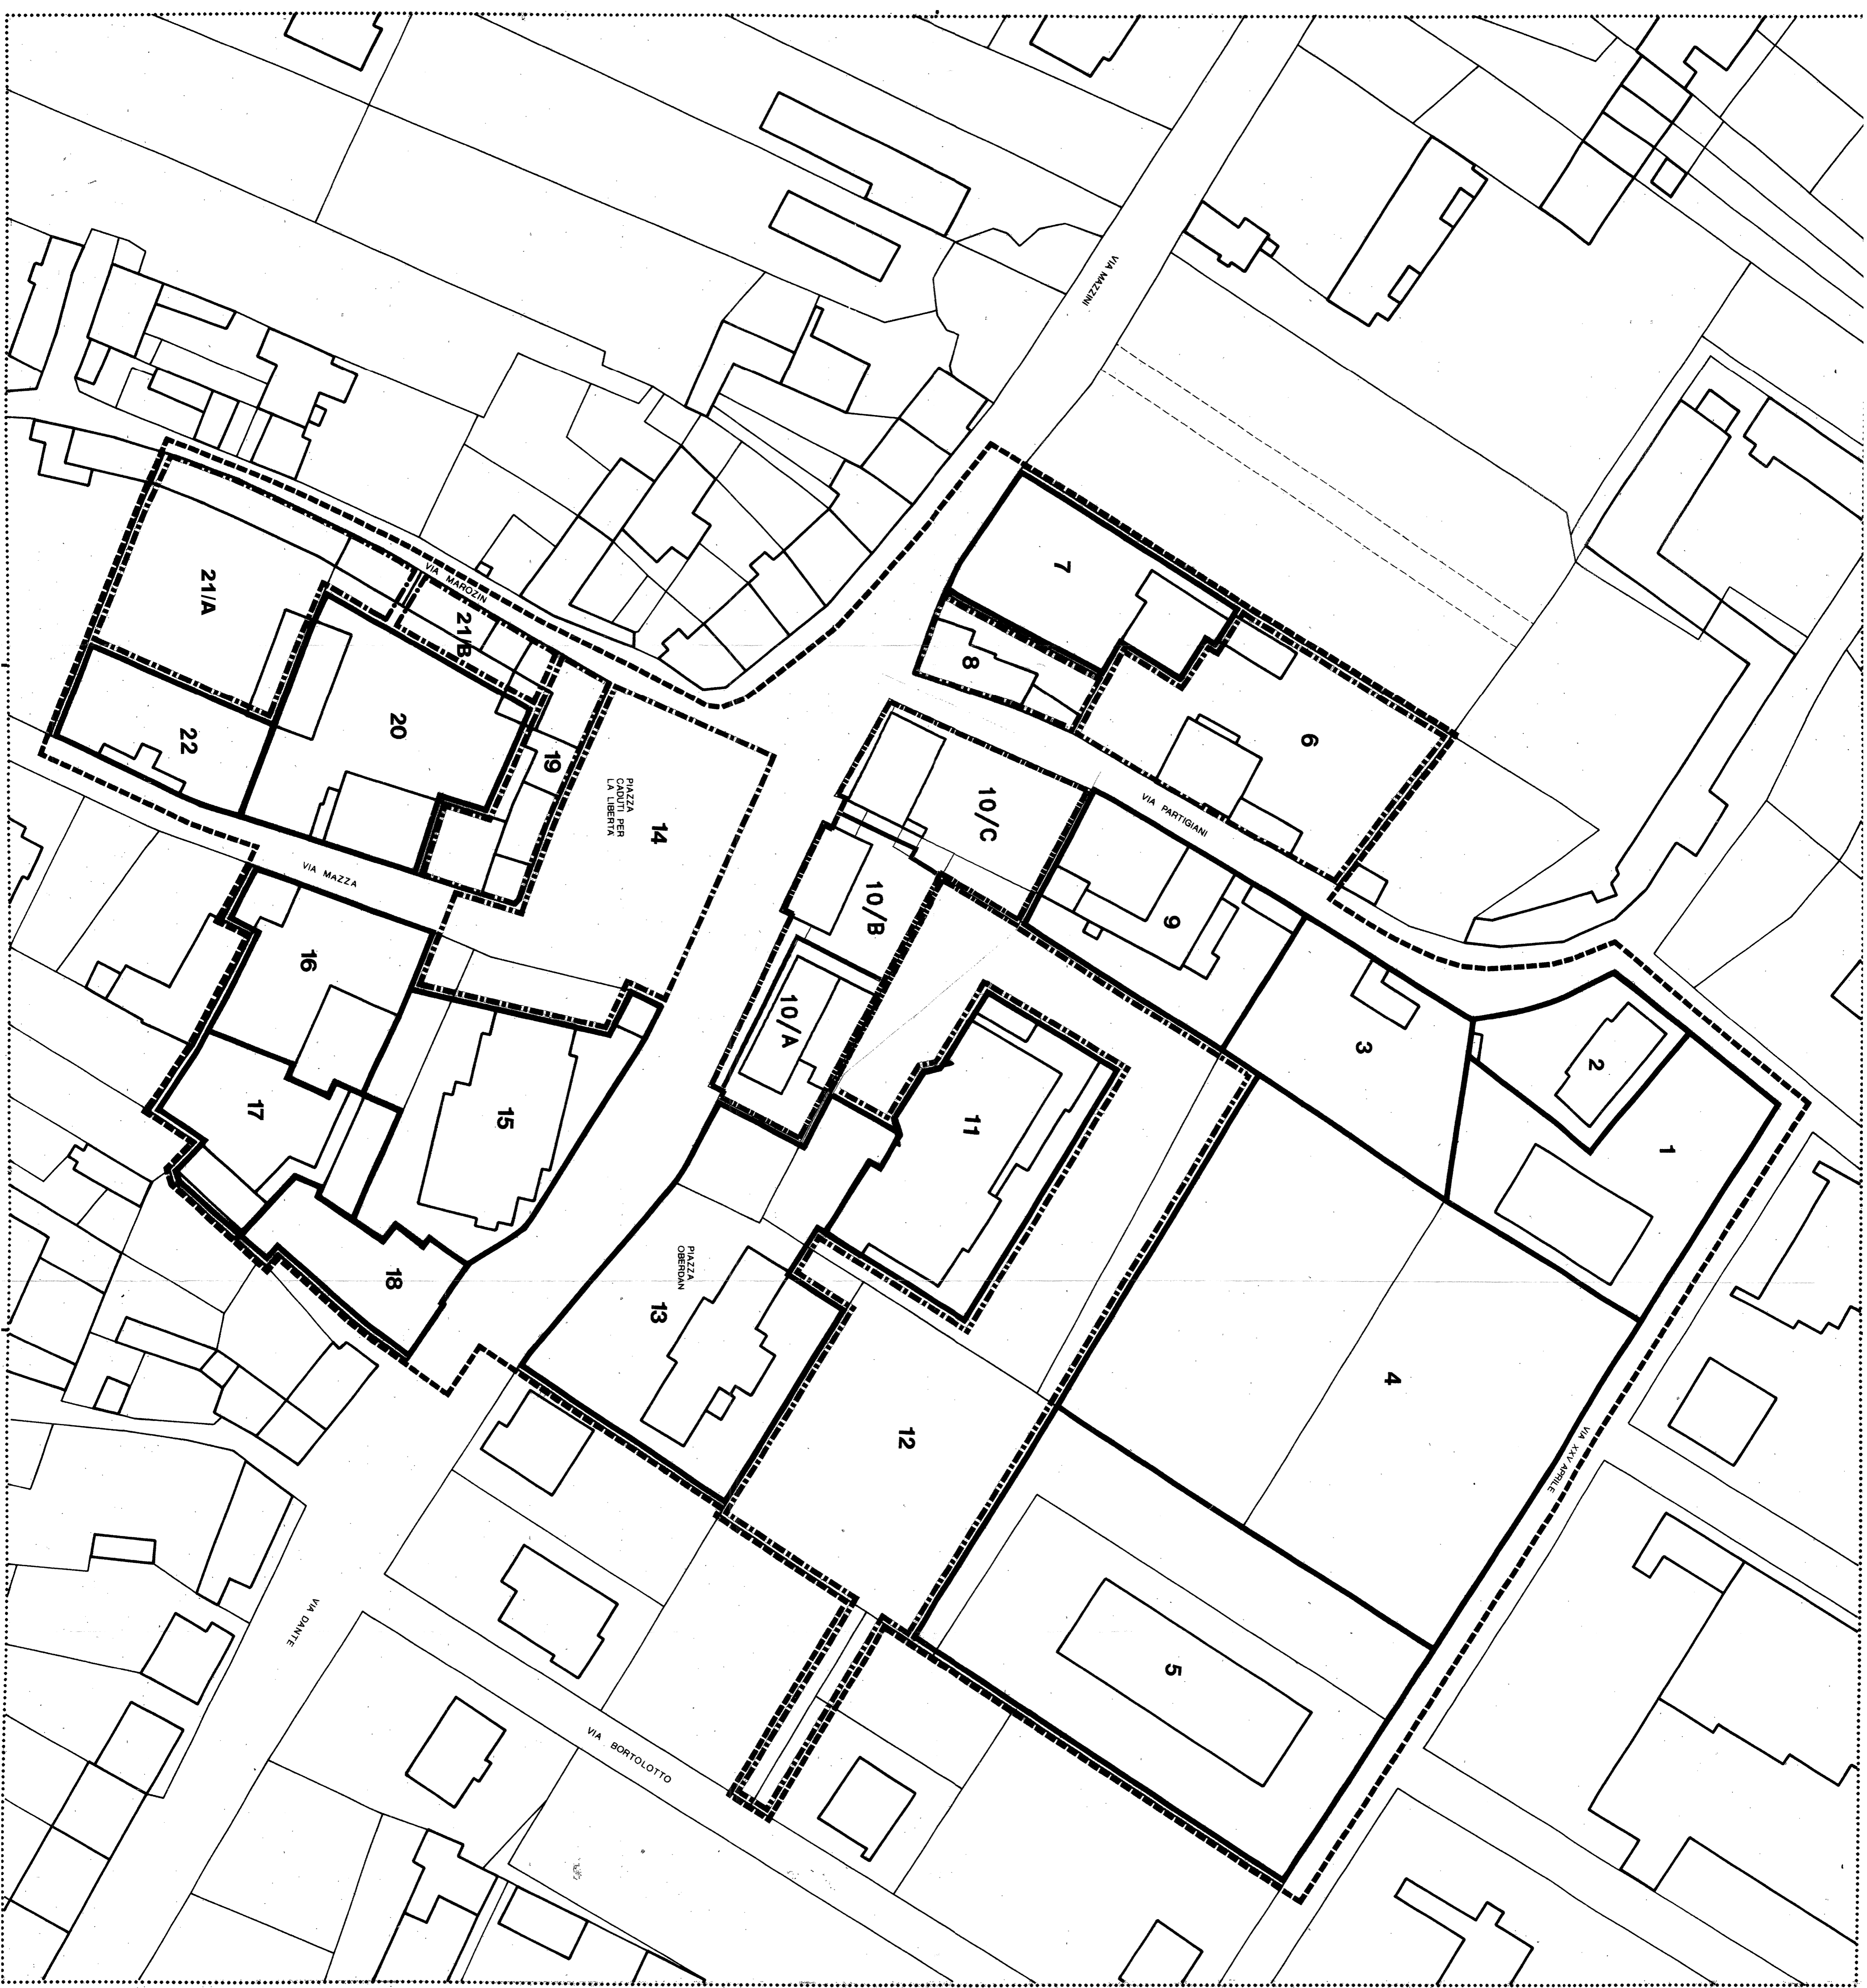 VIA MAZZINI
7
8
6
VIA MAROZIN
21/A
21/B
20
22
19
PIAZZA
CADUTI PER
LA LIBERTA'
14
10/C
VIA PARTIGIANI
VIA MAZZA
10/B
9
16
10/A
3
2
17
15
11
1
18
PIAZZA
OBERDAN
13
12
4
VIA XXV APRILE
VIA DANTE
5
VIA BORTOLOTTO